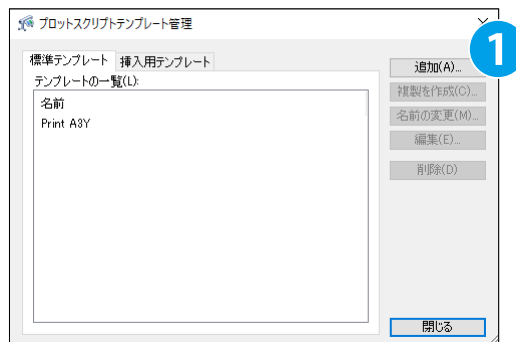 プロットスクリプトテンプレート管理
1
標準テンプレート 挿入用テンプレート
テンプレートの一覧(L):
名前
Print A3Y
追加(A)...
複製を作成(C)...
名前の変更(M)...
編集(E)...
削除(D)
閉じる